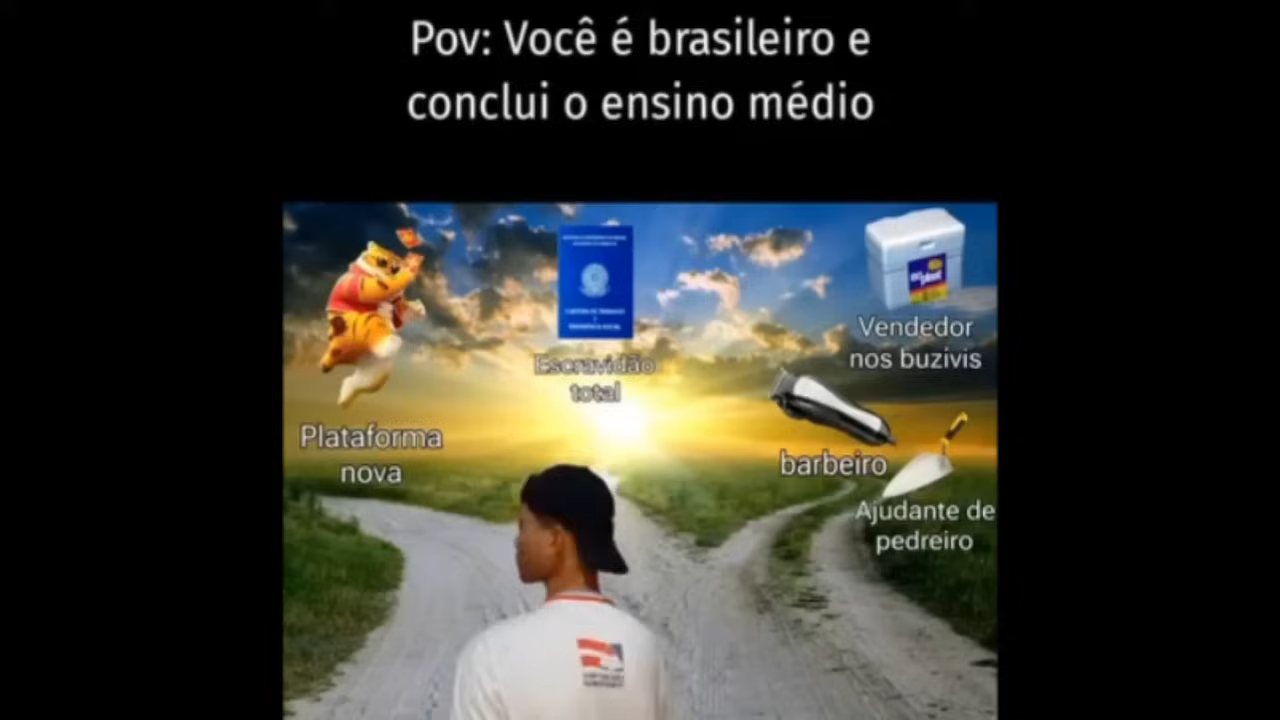 Pov: Você é brasileiro e
conclui o ensino médio
Escravidão
total
Vendedor
nos buzivis
Plataforma
nova
barbeiro
Ajudante de
pedreiro